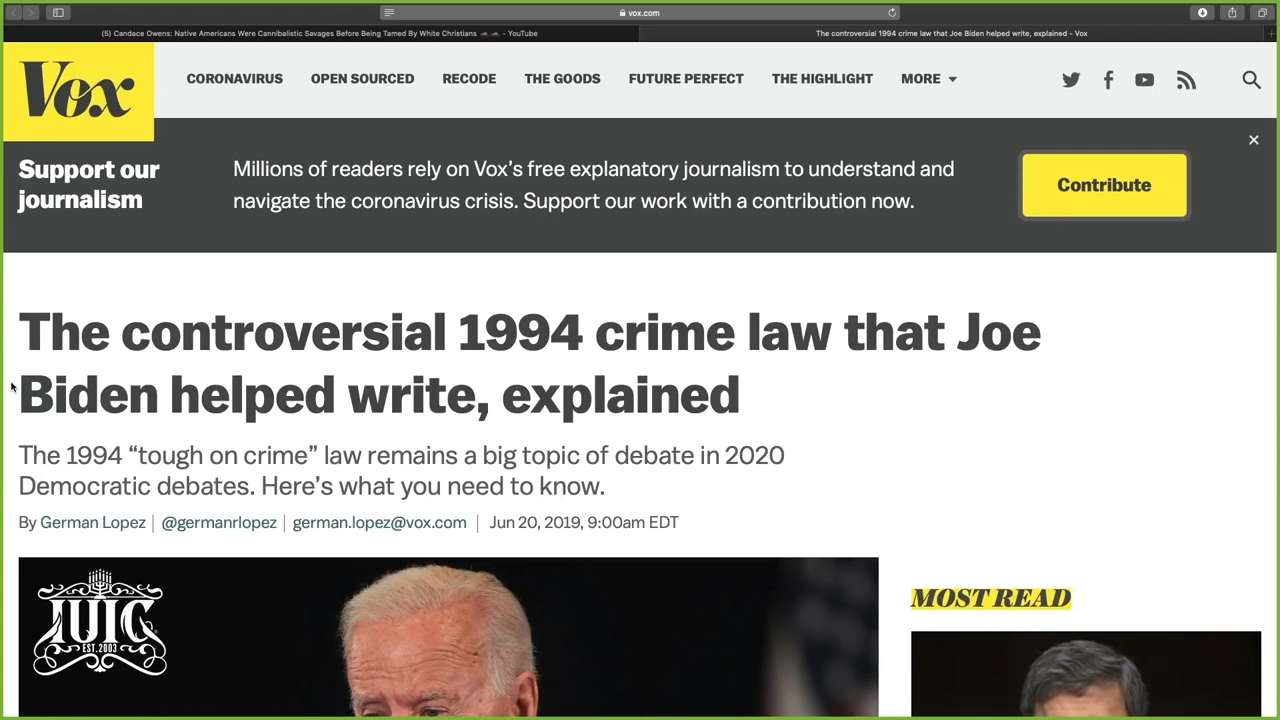 vox.com
(5) Candace Owens: Native Americans Were Cannibalistic Savages Before Being Tamed By White Christians - YouTube
The controversial 1994 crime law that Joe Biden helped write, explained - Vox
Vox
CORONAVIRUS OPEN SOURCED RECODE THE GOODS FUTURE PERFECT THE HIGHLIGHT MORE
Support our
journalism
Millions of readers rely on Vox’s free explanatory journalism to understand and
navigate the coronavirus crisis. Support our work with a contribution now.
Contribute
The controversial 1994 crime law that Joe
Biden helped write, explained
The 1994 “tough on crime” law remains a big topic of debate in 2020
Democratic debates. Here’s what you need to know.
By German Lopez | @germanrlopez | german.lopez@vox.com | Jun 20, 2019, 9:00am EDT
IUIC
EST.2003
MOST READ